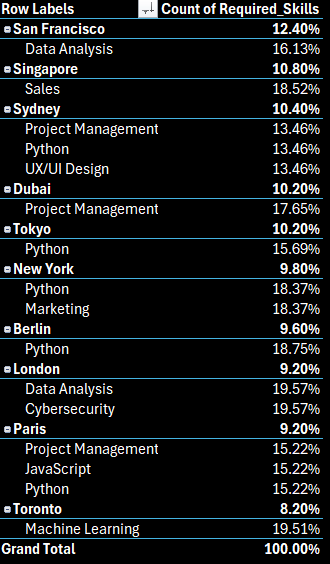 Row Labels Count of Required_Skills
San Francisco 12.40%
Data Analysis 16.13%
Singapore 10.80%
Sales 18.52%
Sydney 10.40%
Project Management 13.46%
Python 13.46%
UX/UI Design 13.46%
Dubai 10.20%
Project Management 17.65%
Tokyo 10.20%
Python 15.69%
New York 9.80%
Python 18.37%
Marketing 18.37%
Berlin 9.60%
Python 18.75%
London 9.20%
Data Analysis 19.57%
Cybersecurity 19.57%
Paris 9.20%
Project Management 15.22%
JavaScript 15.22%
Python 15.22%
Toronto 8.20%
Machine Learning 19.51%
Grand Total 100.00%